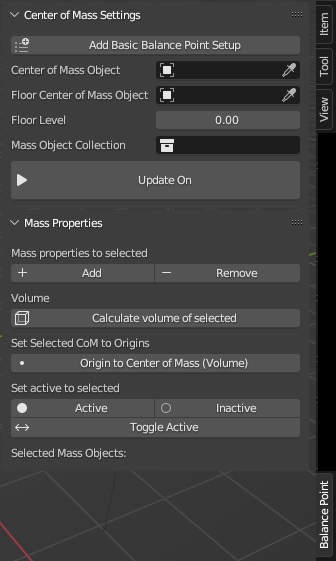 Center of Mass Settings
Add Basic Balance Point Setup
Center of Mass Object
Floor Center of Mass Object
Floor Level 0.00
Mass Object Collection
Update On
Mass Properties
Mass properties to selected
Add Remove
Volume
Calculate volume of selected
Set Selected CoM to Origins
Origin to Center of Mass (Volume)
Set active to selected
Active Inactive
Toggle Active
Selected Mass Objects:
Item
Tool
View
Balance Point